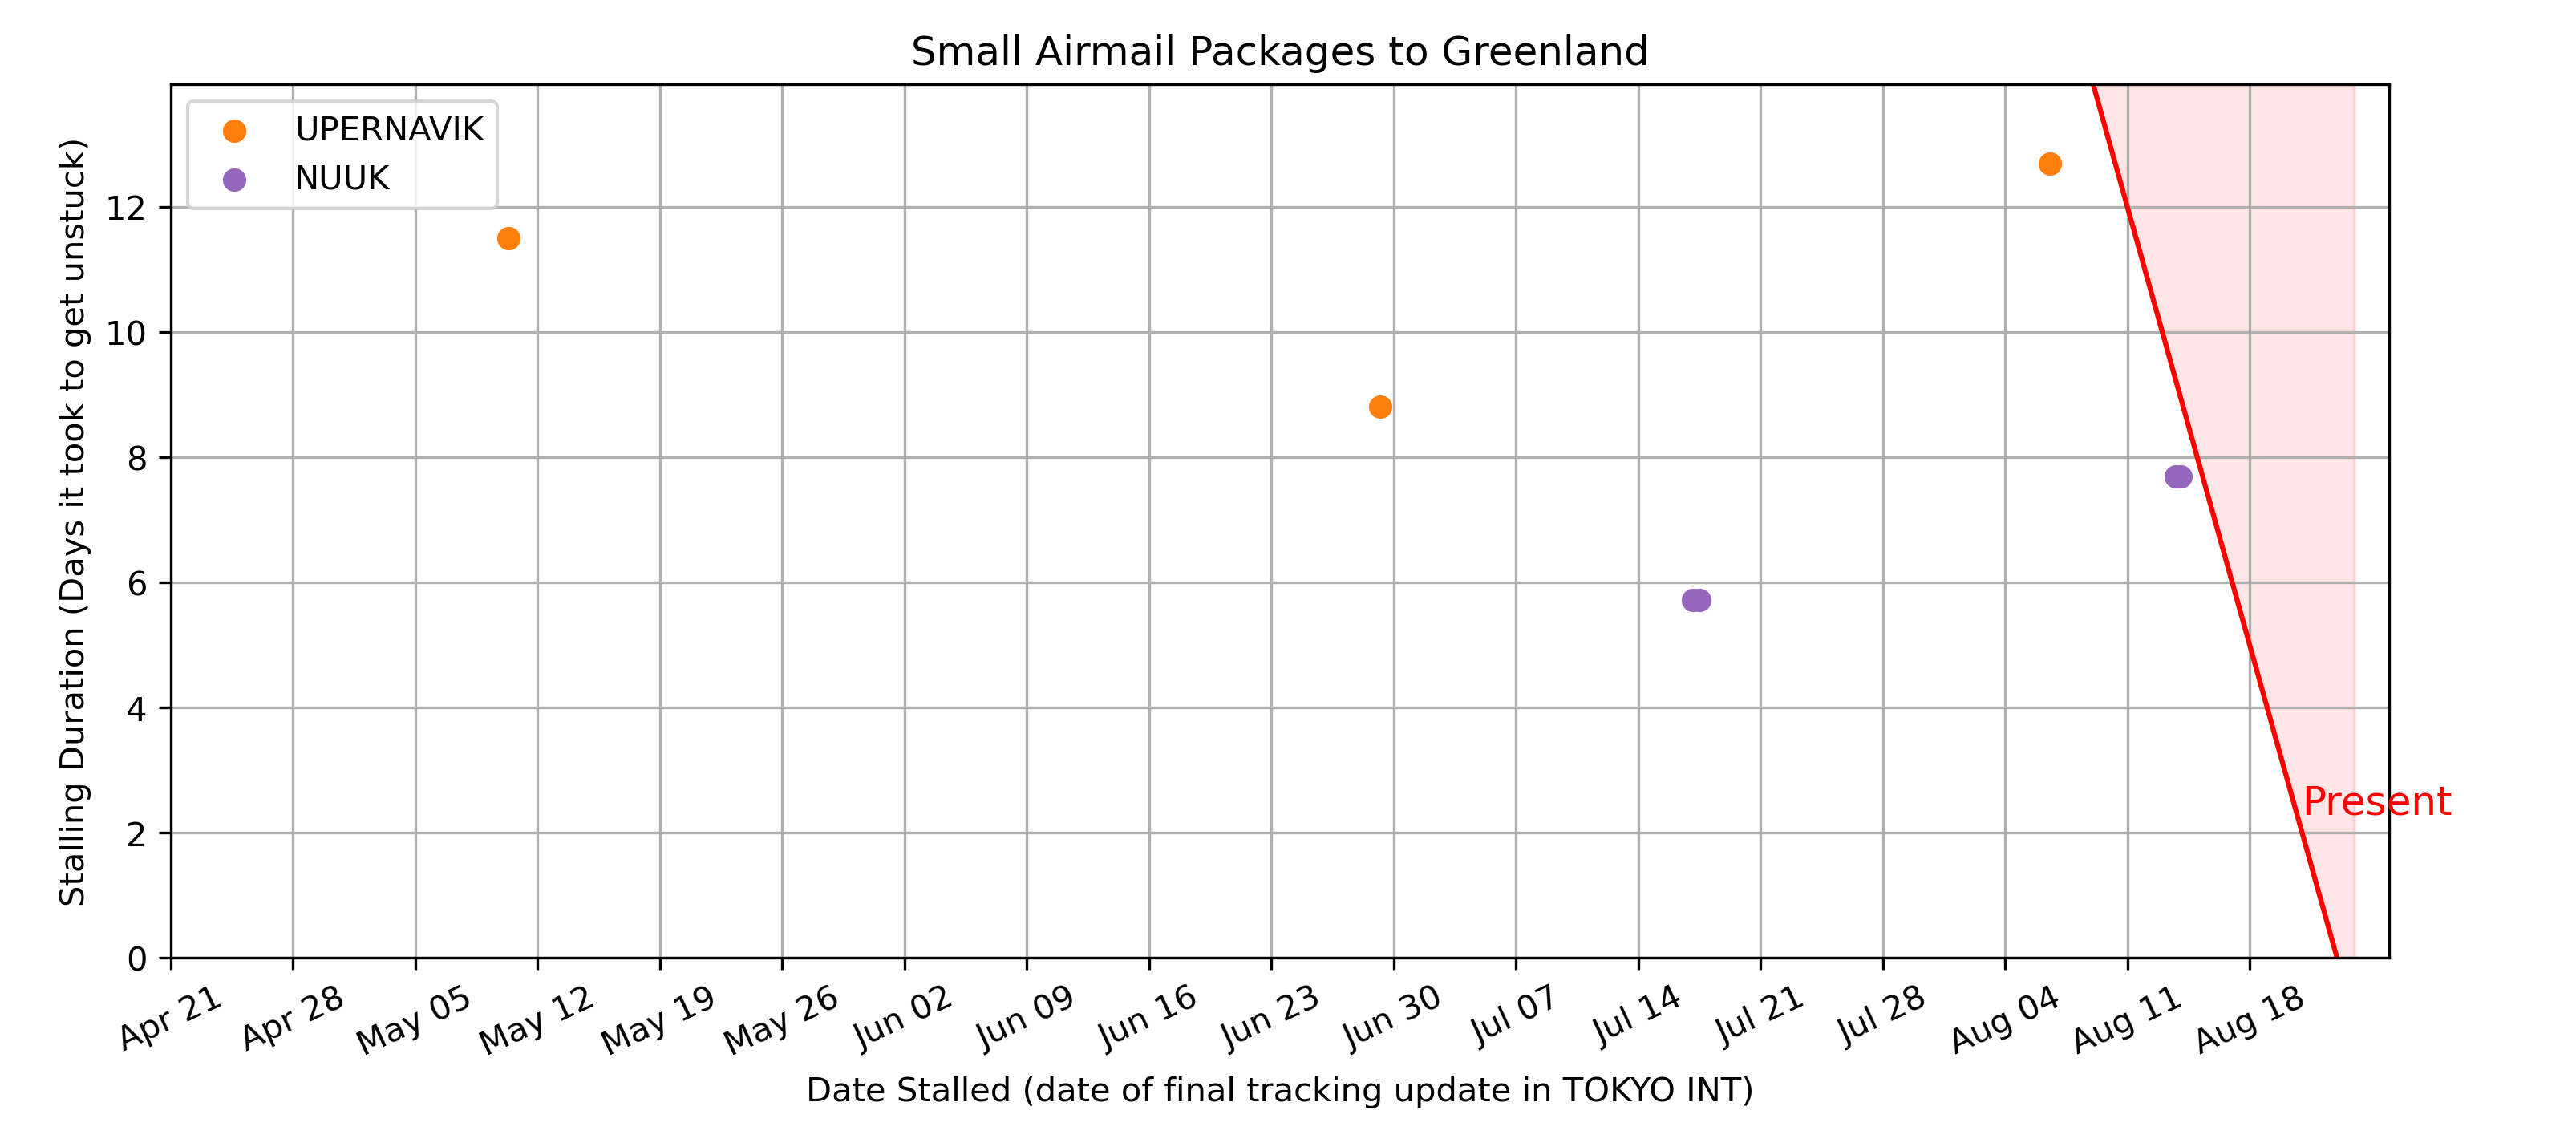 Small Airmail Packages to Greenland
UPERNAVIK
NUUK
Stalling Duration (Days it took to get unstuck)
12
10
8
6
4
2
0
Present
Apr 21
Apr 28
May 05
May 12
May 19
May 26
Jun 02
Jun 09
Jun 16
Jun 23
Jun 30
Jul 07
Jul 14
Jul 21
Jul 28
Aug 04
Aug 11
Aug 18
Date Stalled (date of final tracking update in TOKYO INT)